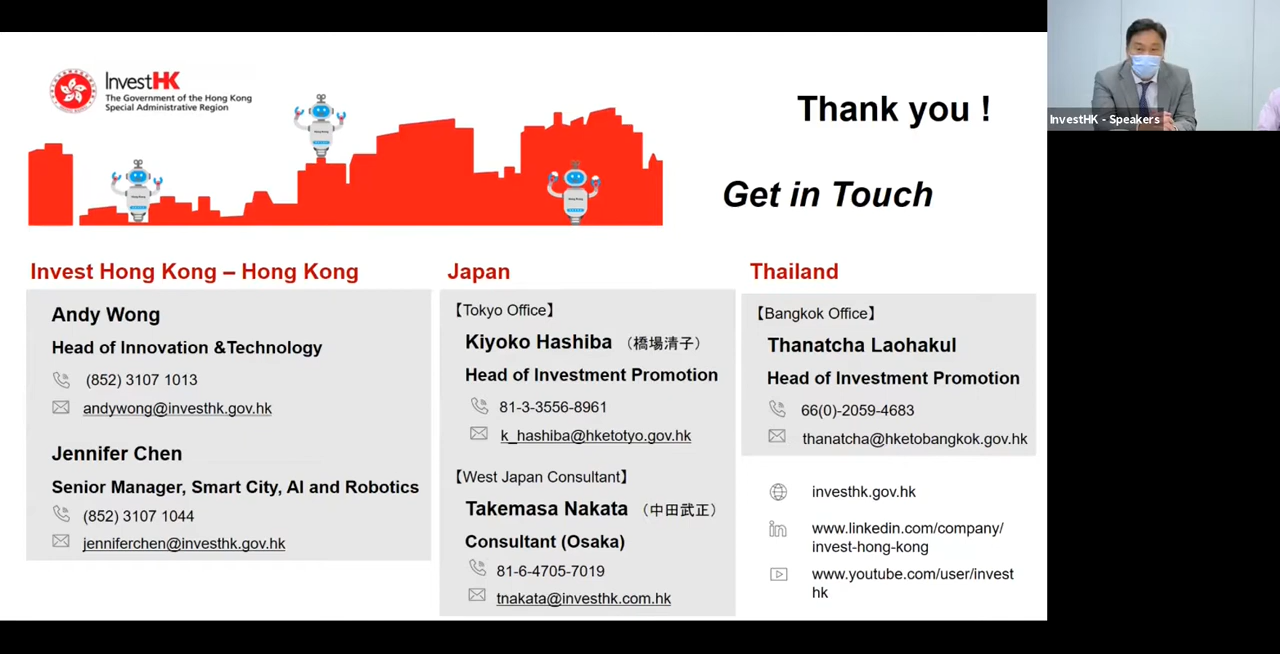 InvestHK
The Government of the Hong Kong
Special Administrative Region
Thank you !
Get in Touch
Invest Hong Kong – Hong Kong
Andy Wong
Head of Innovation &Technology
(852) 3107 1013
andywong@investhk.gov.hk
Jennifer Chen
Senior Manager, Smart City, AI and Robotics
(852) 3107 1044
jenniferchen@investhk.gov.hk
Japan
【Tokyo Office】
Kiyoko Hashiba （橋場清子）
Head of Investment Promotion
81-3-3556-8961
k_hashiba@hketotyo.gov.hk
【West Japan Consultant】
Takemasa Nakata （中田武正）
Consultant (Osaka)
81-6-4705-7019
tnakata@investhk.com.hk
Thailand
【Bangkok Office】
Thanatcha Laohakul
Head of Investment Promotion
66(0)-2059-4683
thanatcha@hketobangkok.gov.hk
investhk.gov.hk
in
www.linkedin.com/company/
invest-hong-kong
www.youtube.com/user/invest
hk
InvestHK - Speakers